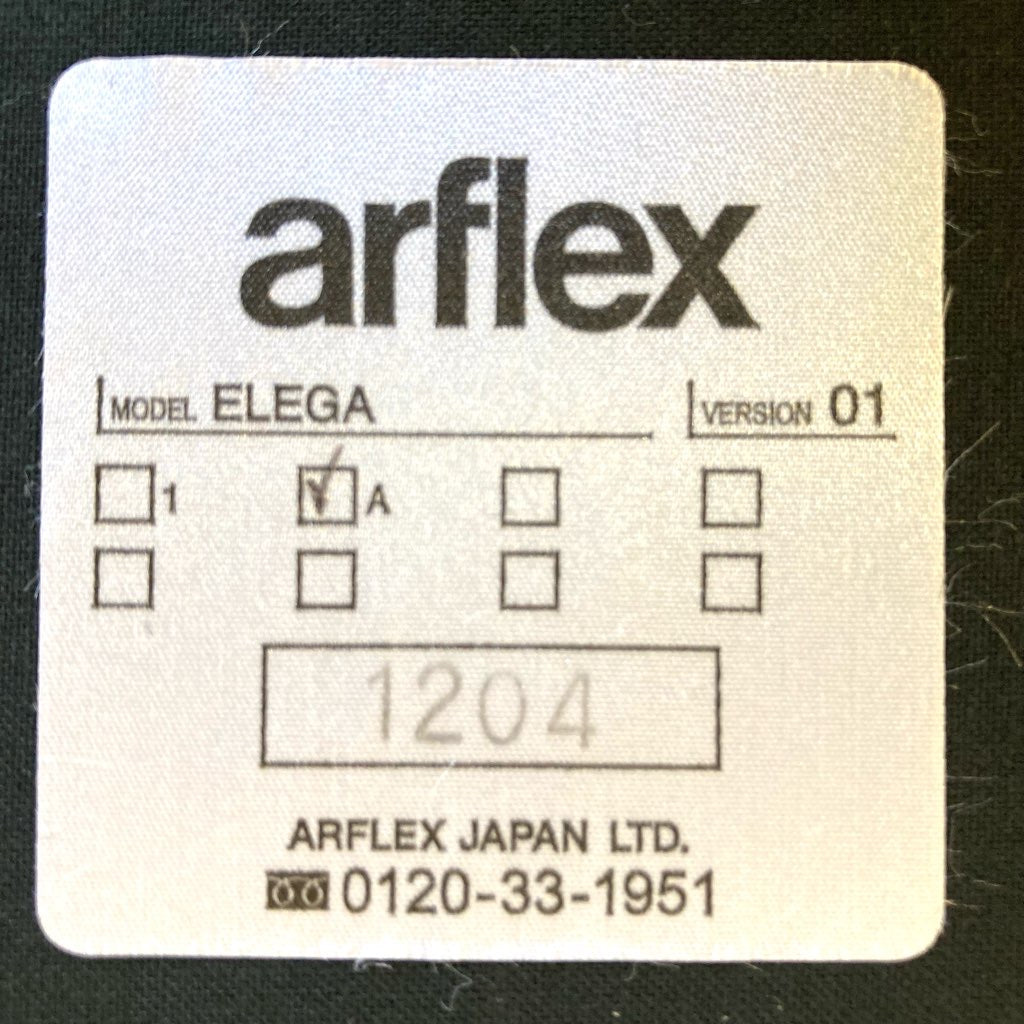 arflex
MODEL ELEGA VERSION 01
1 A
1204
ARFLEX JAPAN LTD.
0120-33-1951